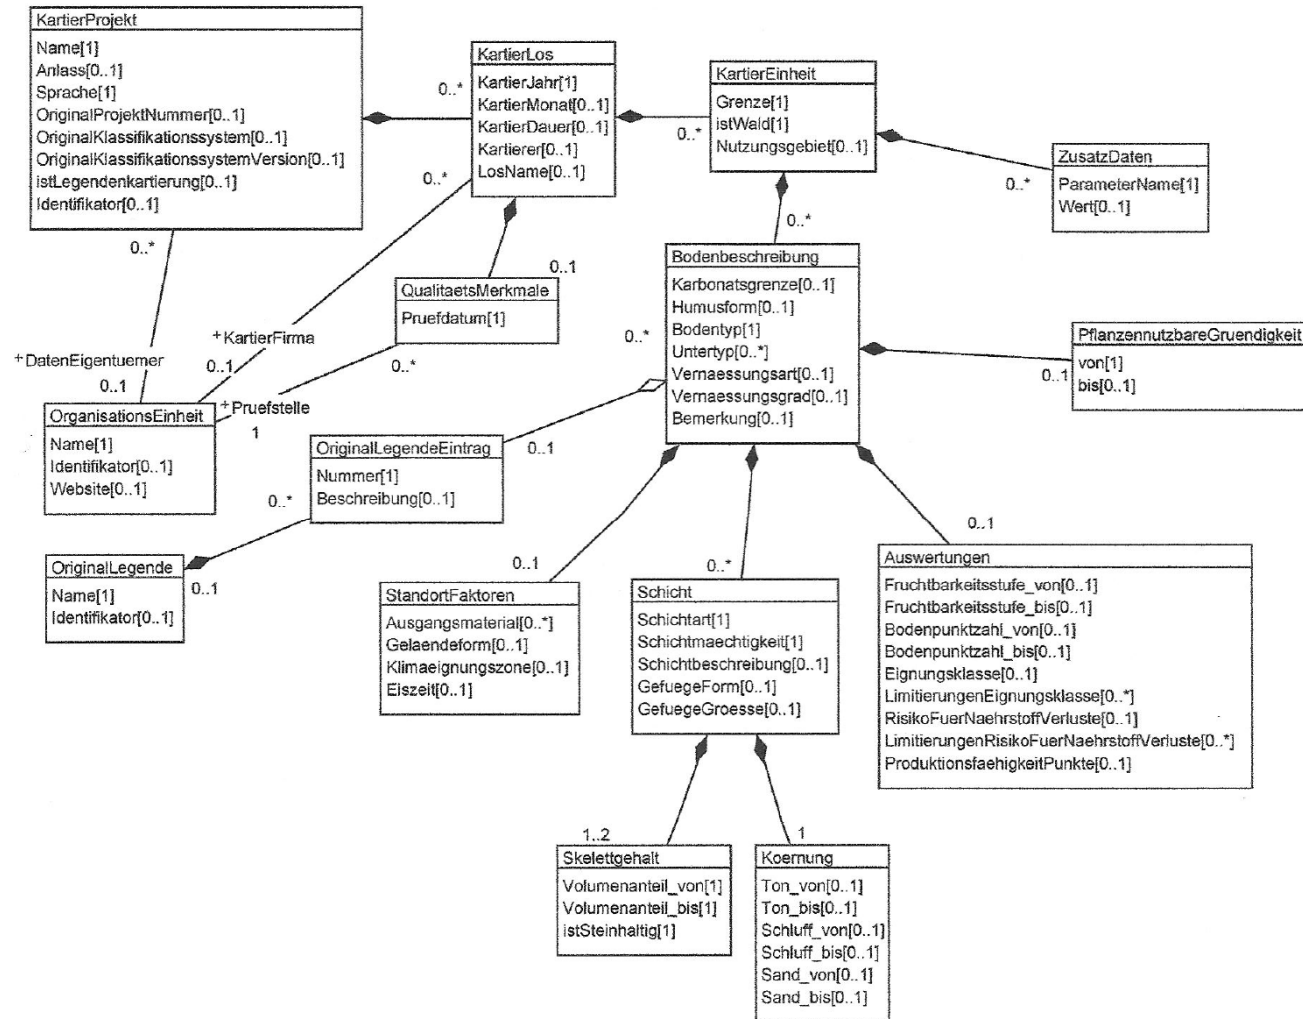 KartierProjekt
Name[1]
Anlass[0..1]
Sprache[1]
OriginalProjektNummer[0..1]
OriginalKlassifikationssystem[0..1]
OriginalKlassifikationssystemVersion[0..1]
istLegendenkartierung[0..1]
Identifikator[0..1]
0..*
KartierLos
KartierJahr[1]
KartierMonat[0..1]
KartierDauer[0..1]
Kartierer[0..1]
LosName[0..1]
0..*
KartierEinheit
Grenze[1]
istWald[1]
Nutzungsgebiet[0..1]
0..*
ZusatzDaten
ParameterName[1]
Wert[0..1]
0..*
0..*
0..*
0..1
QualitaetsMerkmale
Pruefdatum[1]
Bodenbeschreibung
Karbonatsgrenze[0..1]
Humusform[0..1]
Bodentyp[1]
Untertyp[0..*]
Vernaessungsart[0..1]
Vernaessungsgrad[0..1]
Bemerkung[0..1]
0..*
PflanzennutzbareGruendigkeit
von[1]
bis[0..1]
0..1
+KartierFirma
0..1
0..*
+DatenEigentuemer
0..1
+Pruefstelle
1
OrganisationsEinheit
Name[1]
Identifikator[0..1]
Website[0..1]
OriginalLegendeEintrag
Nummer[1]
Beschreibung[0..1]
0..1
0..*
OriginalLegende
Name[1]
Identifikator[0..1]
0..1
0..1
StandortFaktoren
Ausgangsmaterial[0..*]
Gelaendeform[0..1]
Klimaeignungszone[0..1]
Eiszeit[0..1]
0..*
Schicht
Schichtart[1]
Schichtmaechtigkeit[1]
Schichtbeschreibung[0..1]
GefuegeForm[0..1]
GefuegeGroesse[0..1]
0..1
Auswertungen
Fruchtbarkeitsstufe_von[0..1]
Fruchtbarkeitsstufe_bis[0..1]
Bodenpunktzahl_von[0..1]
Bodenpunktzahl_bis[0..1]
Eignungsklasse[0..1]
LimitierungenEignungsklasse[0..*]
RisikoFuerNaehrstoffVerluste[0..1]
LimitierungenRisikoFuerNaehrstoffVerluste[0..*]
ProduktionsfaehigkeitPunkte[0..1]
1..2
Skelettgehalt
Volumenanteil_von[1]
Volumenanteil_bis[1]
istSteinhaltig[1]
1
Koernung
Ton_von[0..1]
Ton_bis[0..1]
Schluff_von[0..1]
Schluff_bis[0..1]
Sand_von[0..1]
Sand_bis[0..1]